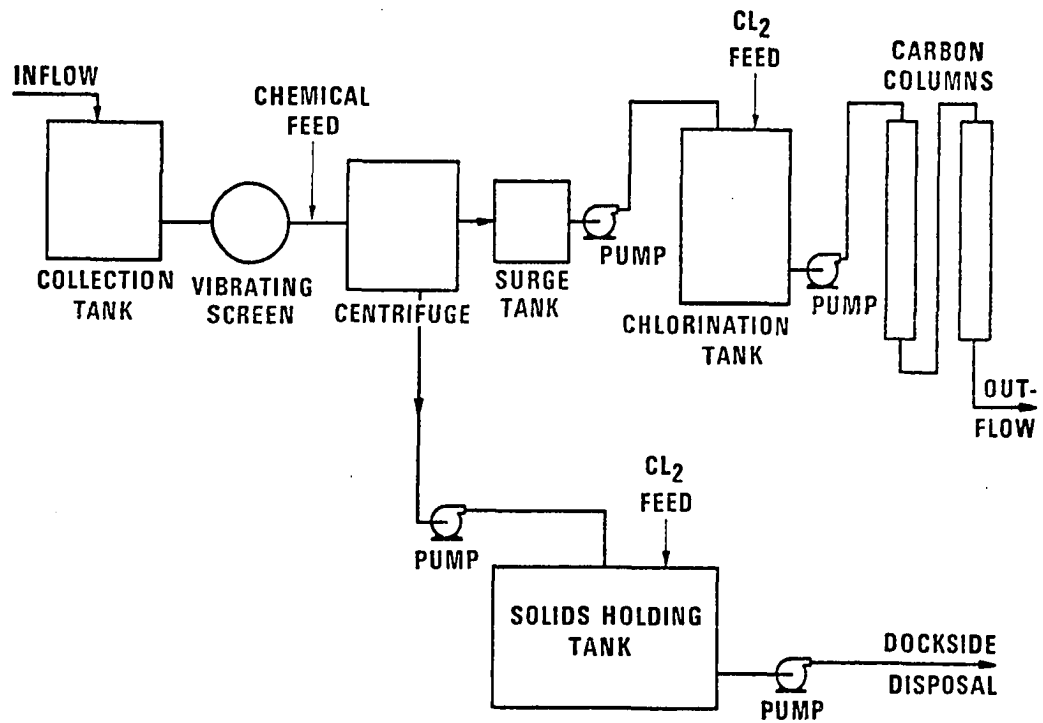 INFLOW
COLLECTION
TANK
VIBRATING
SCREEN
CHEMICAL
FEED
CENTRIFUGE
SURGE
TANK
PUMP
CL2
FEED
CHLORINATION
TANK
PUMP
CARBON
COLUMNS
OUT-
FLOW
PUMP
CL2
FEED
SOLIDS HOLDING
TANK
PUMP
DOCKSIDE
DISPOSAL